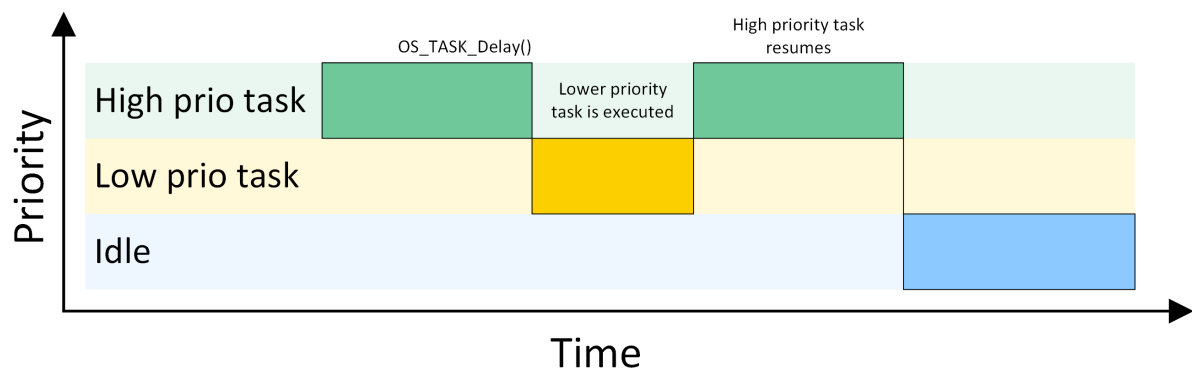 High priority task
resumes
OS_TASK_Delay()
High prio task
Lower priority
task is executed
Low prio task
Idle
Priority
Time